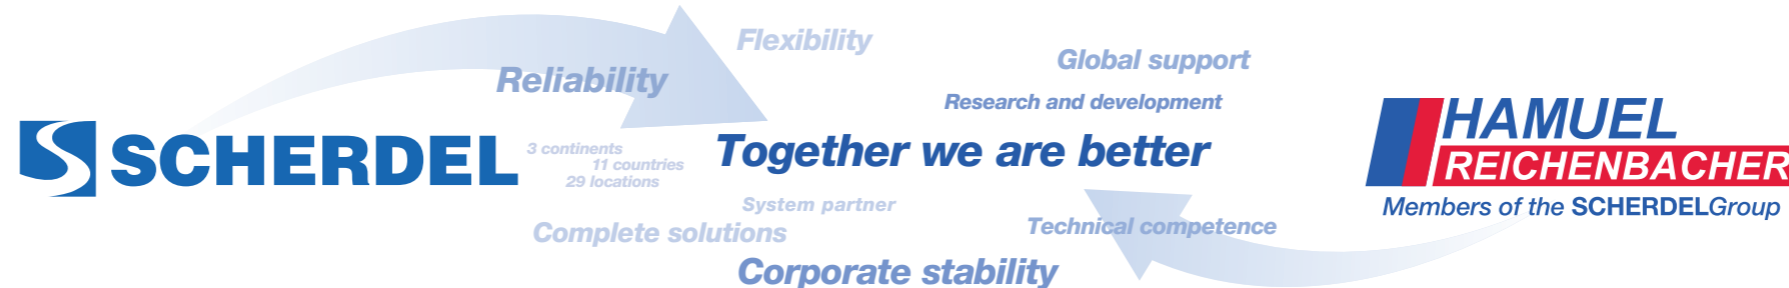 Flexibility
Global support
Reliability
Research and development
SCHERDEL
3 continents
11 countries
29 locations
Together we are better
HAMUEL
REICHENBACHER
Members of the SCHERDELGroup
System partner
Complete solutions
Technical competence
Corporate stability